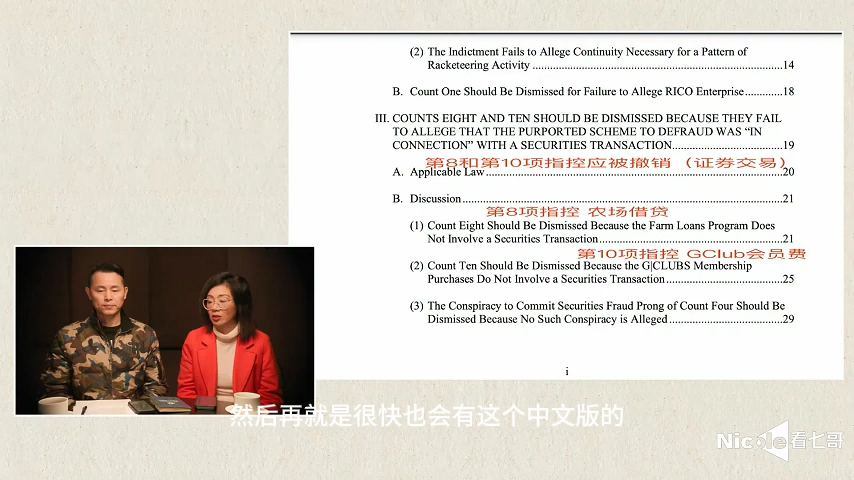 (2) The Indictment Fails to Allege Continuity Necessary for a Pattern of
Racketeering Activity ..........................................................................14
B. Count One Should Be Dismissed for Failure to Allege RICO Enterprise.............18
III. COUNTS EIGHT AND TEN SHOULD BE DISMISSED BECAUSE THEY FAIL
TO ALLEGE THAT THE PURPORTED SCHEME TO DEFRAUD WAS “IN
CONNECTION” WITH A SECURITIES TRANSACTION.................................19
第8和第10项指控应被撤销（证券交易）
A. Applicable Law..........................................................................................20
B. Discussion.................................................................................................21
第8项指控 农场借贷
(1) Count Eight Should Be Dismissed Because the Farm Loans Program Does
Not Involve a Securities Transaction.......................................................21
第10项指控 GClub会员费
(2) Count Ten Should Be Dismissed Because the G|CLUBS Membership
Purchases Do Not Involve a Securities Transaction...................................25
(3) The Conspiracy to Commit Securities Fraud Prong of Count Four Should Be
Dismissed Because No Such Conspiracy is Alleged..................................29
i
然后再就是很快也会有这个中文版的
Nicole看七哥